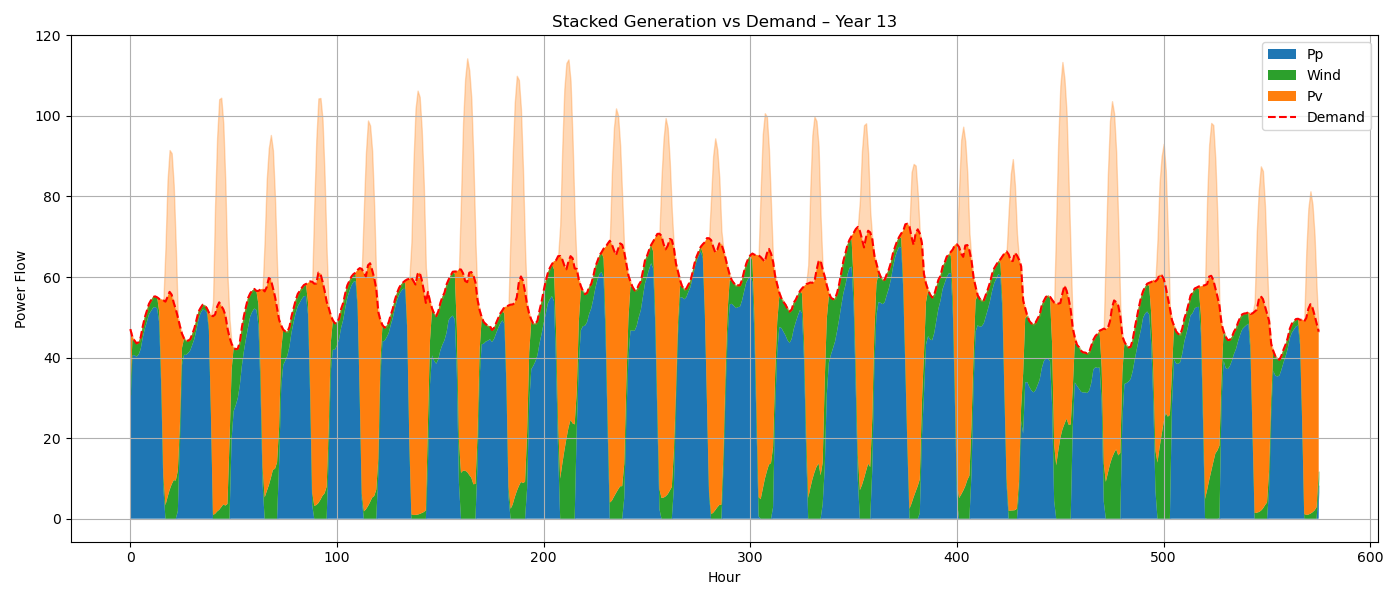 Stacked Generation vs Demand – Year 13
Power Flow
120
100
80
60
40
20
0
0 100 200 300 400 500 600
Hour
Pp
Wind
Pv
Demand